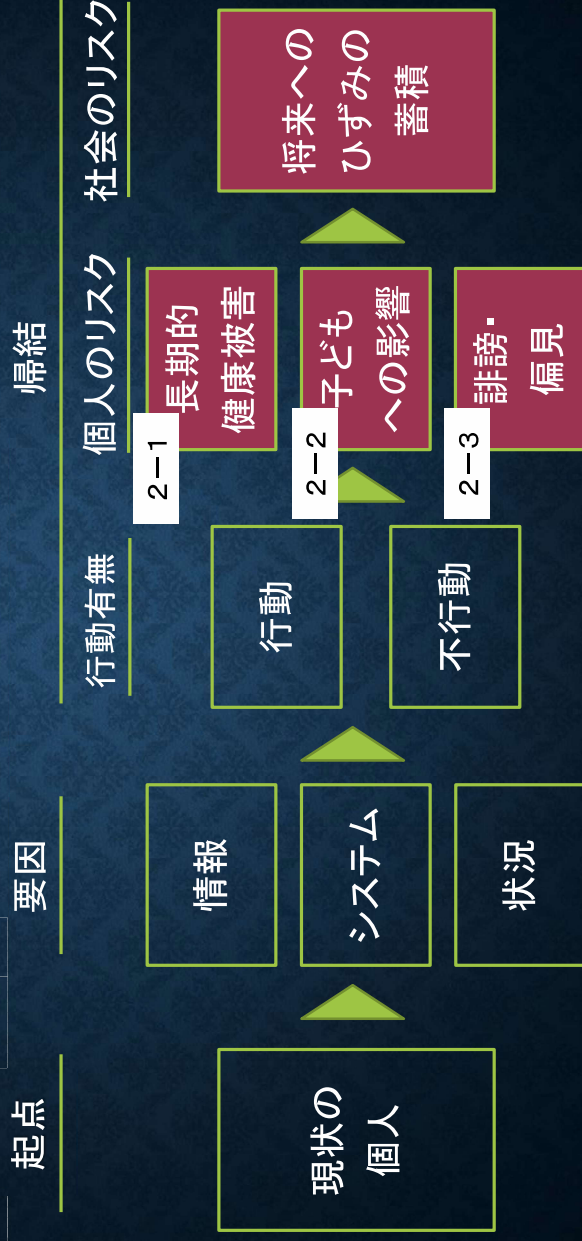 起点
要因
帰結
行動有無
個人のリスク
社会のリスク
現状の
個人
情報
システム
状況
行動
不行動
2－1
長期的
健康被害
2－2
子ども
への影響
2－3
誹謗・
偏見
将来への
ひずみの
蓄積